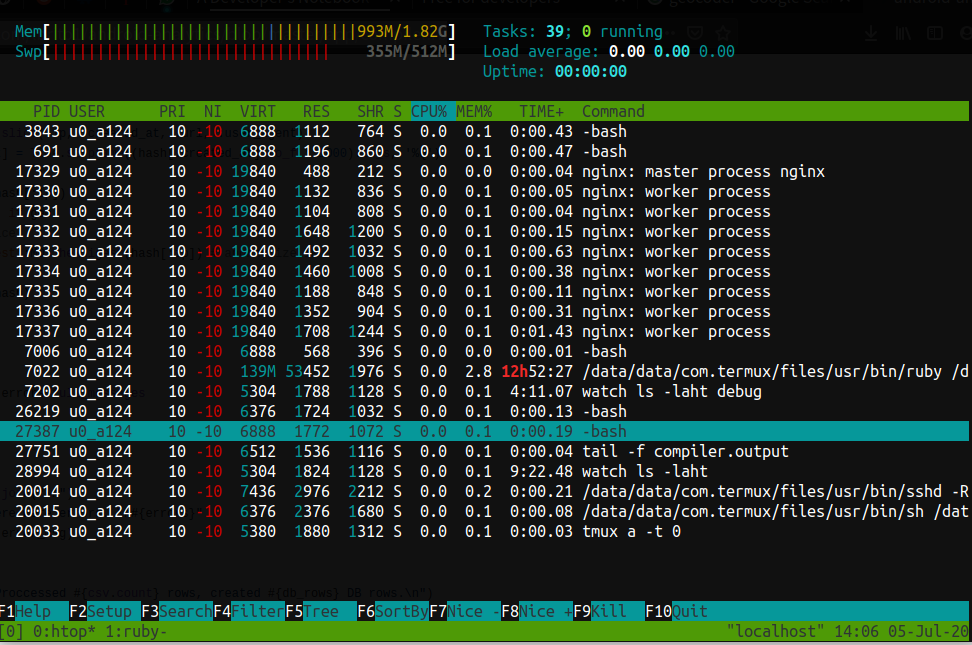 Mem[||||||||||||||||||||||||||||||||||993M/1.82G]
Tasks: 39; 0 running
Swp[||||||||||||||||||||||||||||||| 355M/512M]
Load average: 0.00 0.00 0.00
Uptime: 00:00:00
PID USER PRI NI VIRT RES SHR S CPU% MEM% TIME+ Command
3843 u0_a124 10 -10 6888 1112 764 S 0.0 0.1 0:00.43 -bash
691 u0_a124 10 -10 6888 1196 860 S 0.0 0.1 0:00.47 -bash
17329 u0_a124 10 -10 19840 488 212 S 0.0 0.0 0:00.04 nginx: master process nginx
17330 u0_a124 10 -10 19840 1132 836 S 0.0 0.1 0:00.05 nginx: worker process
17331 u0_a124 10 -10 19840 1104 808 S 0.0 0.1 0:00.04 nginx: worker process
17332 u0_a124 10 -10 19840 1648 1200 S 0.0 0.1 0:00.15 nginx: worker process
17333 u0_a124 10 -10 19840 1492 1032 S 0.0 0.1 0:00.63 nginx: worker process
17334 u0_a124 10 -10 19840 1460 1008 S 0.0 0.1 0:00.38 nginx: worker process
17335 u0_a124 10 -10 19840 1188 848 S 0.0 0.1 0:00.11 nginx: worker process
17336 u0_a124 10 -10 19840 1352 904 S 0.0 0.1 0:00.31 nginx: worker process
17337 u0_a124 10 -10 19840 1708 1244 S 0.0 0.1 0:01.43 nginx: worker process
7006 u0_a124 10 -10 6888 568 396 S 0.0 0.0 0:00.01 -bash
7022 u0_a124 10 -10 139M 53452 1976 S 0.0 2.8 12h52:27 /data/data/com.termux/files/usr/bin/ruby /d
7202 u0_a124 10 -10 5304 1788 1128 S 0.0 0.1 4:11.07 watch ls -laht debug
26219 u0_a124 10 -10 6376 1724 1032 S 0.0 0.1 0:00.13 -bash
27387 u0_a124 10 -10 6888 1772 1072 S 0.0 0.1 0:00.19 -bash
27751 u0_a124 10 -10 6512 1536 1116 S 0.0 0.1 0:00.04 tail -f compiler.output
28994 u0_a124 10 -10 5304 1824 1128 S 0.0 0.1 9:22.48 watch ls -laht
20014 u0_a124 10 -10 7436 2976 2212 S 0.0 0.2 0:00.21 /data/data/com.termux/files/usr/bin/sshd -R
20015 u0_a124 10 -10 6376 2376 1680 S 0.0 0.1 0:00.08 /data/data/com.termux/files/usr/bin/sh /dat
20033 u0_a124 10 -10 5380 1880 1312 S 0.0 0.1 0:00.03 tmux a -t 0
F1Help F2Setup F3SearchF4FilterF5Tree F6SortByF7Nice -F8Nice +F9Kill F10Quit
[0] 0:htop* 1:ruby- "localhost" 14:06 05-Jul-20